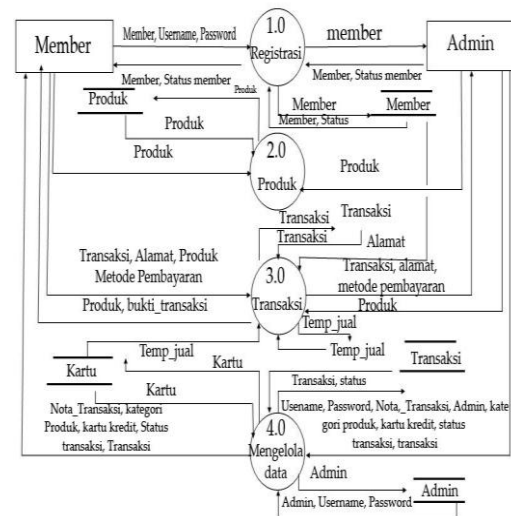 1.0
Member, Username, Password
member
Member
Registrasi
Admin
Member, Status member
Member, Status member
Produk
Produk
Member
Member
Member, Status
Produk
2.0
Produk
Produk
Produk
Transaksi
Transaksi
Transaksi
Alamat
Transaksi, Alamat, Produk
Metode Pembayaran
3.0
Transaksi
Transaksi, alamat,
metode pembayaran
Produk, bukti_transaksi
Produk
Temp_jual
Temp_jual
Temp_jual
Kartu
Kartu
Transaksi
Kartu
Transaksi, status
Nota_Transaksi, kategori
Produk, kartu kredit, Status
transaksi, Transaksi
Usename, Password, Nota,_Transaksi, Admin, kate
gori produk, kartu kredit, status
transaksi, transaksi
4.0
Mengelola
data
Admin
Admin
Admin, Username, Password